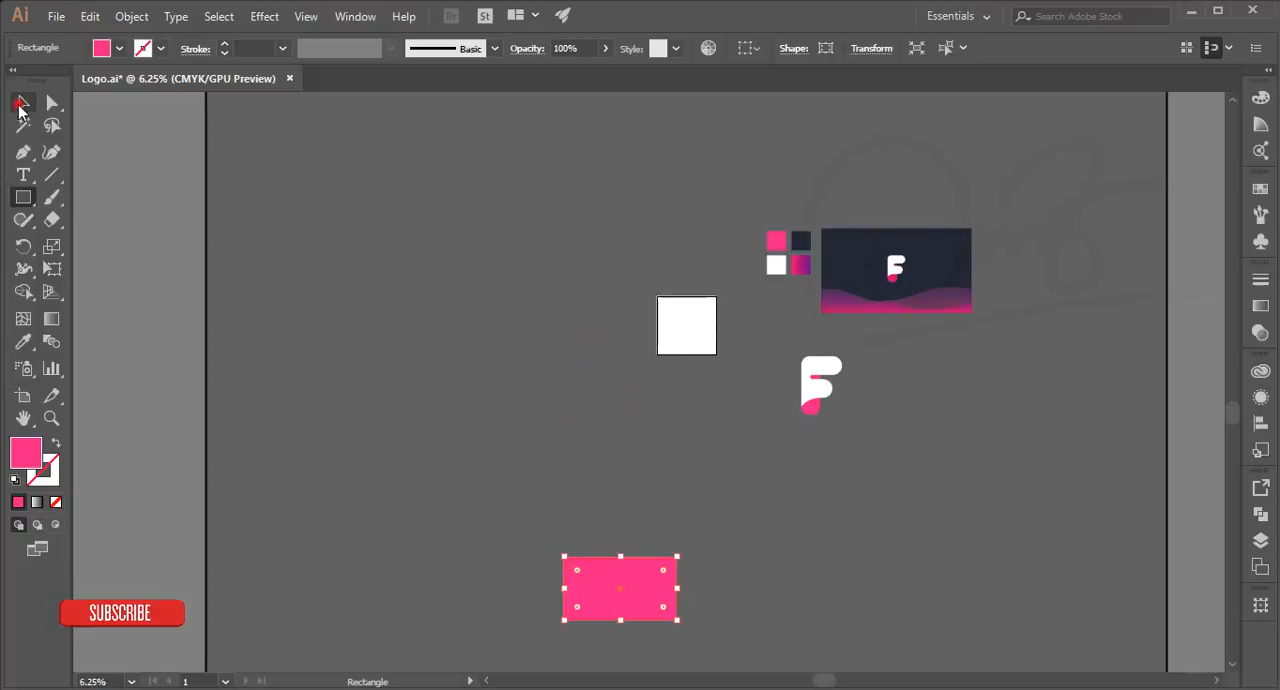 Ai File Edit Object Type Select Effect View Window Help Br St Essentials Search Adobe Stock
Rectangle Stroke: Basic Opacity: 100% Style: Shape: Transform
Logo.ai* @ 6.25% (CMYK/GPU Preview)
T
F
F
SUBSCRIBE
6.25% 1 Rectangle